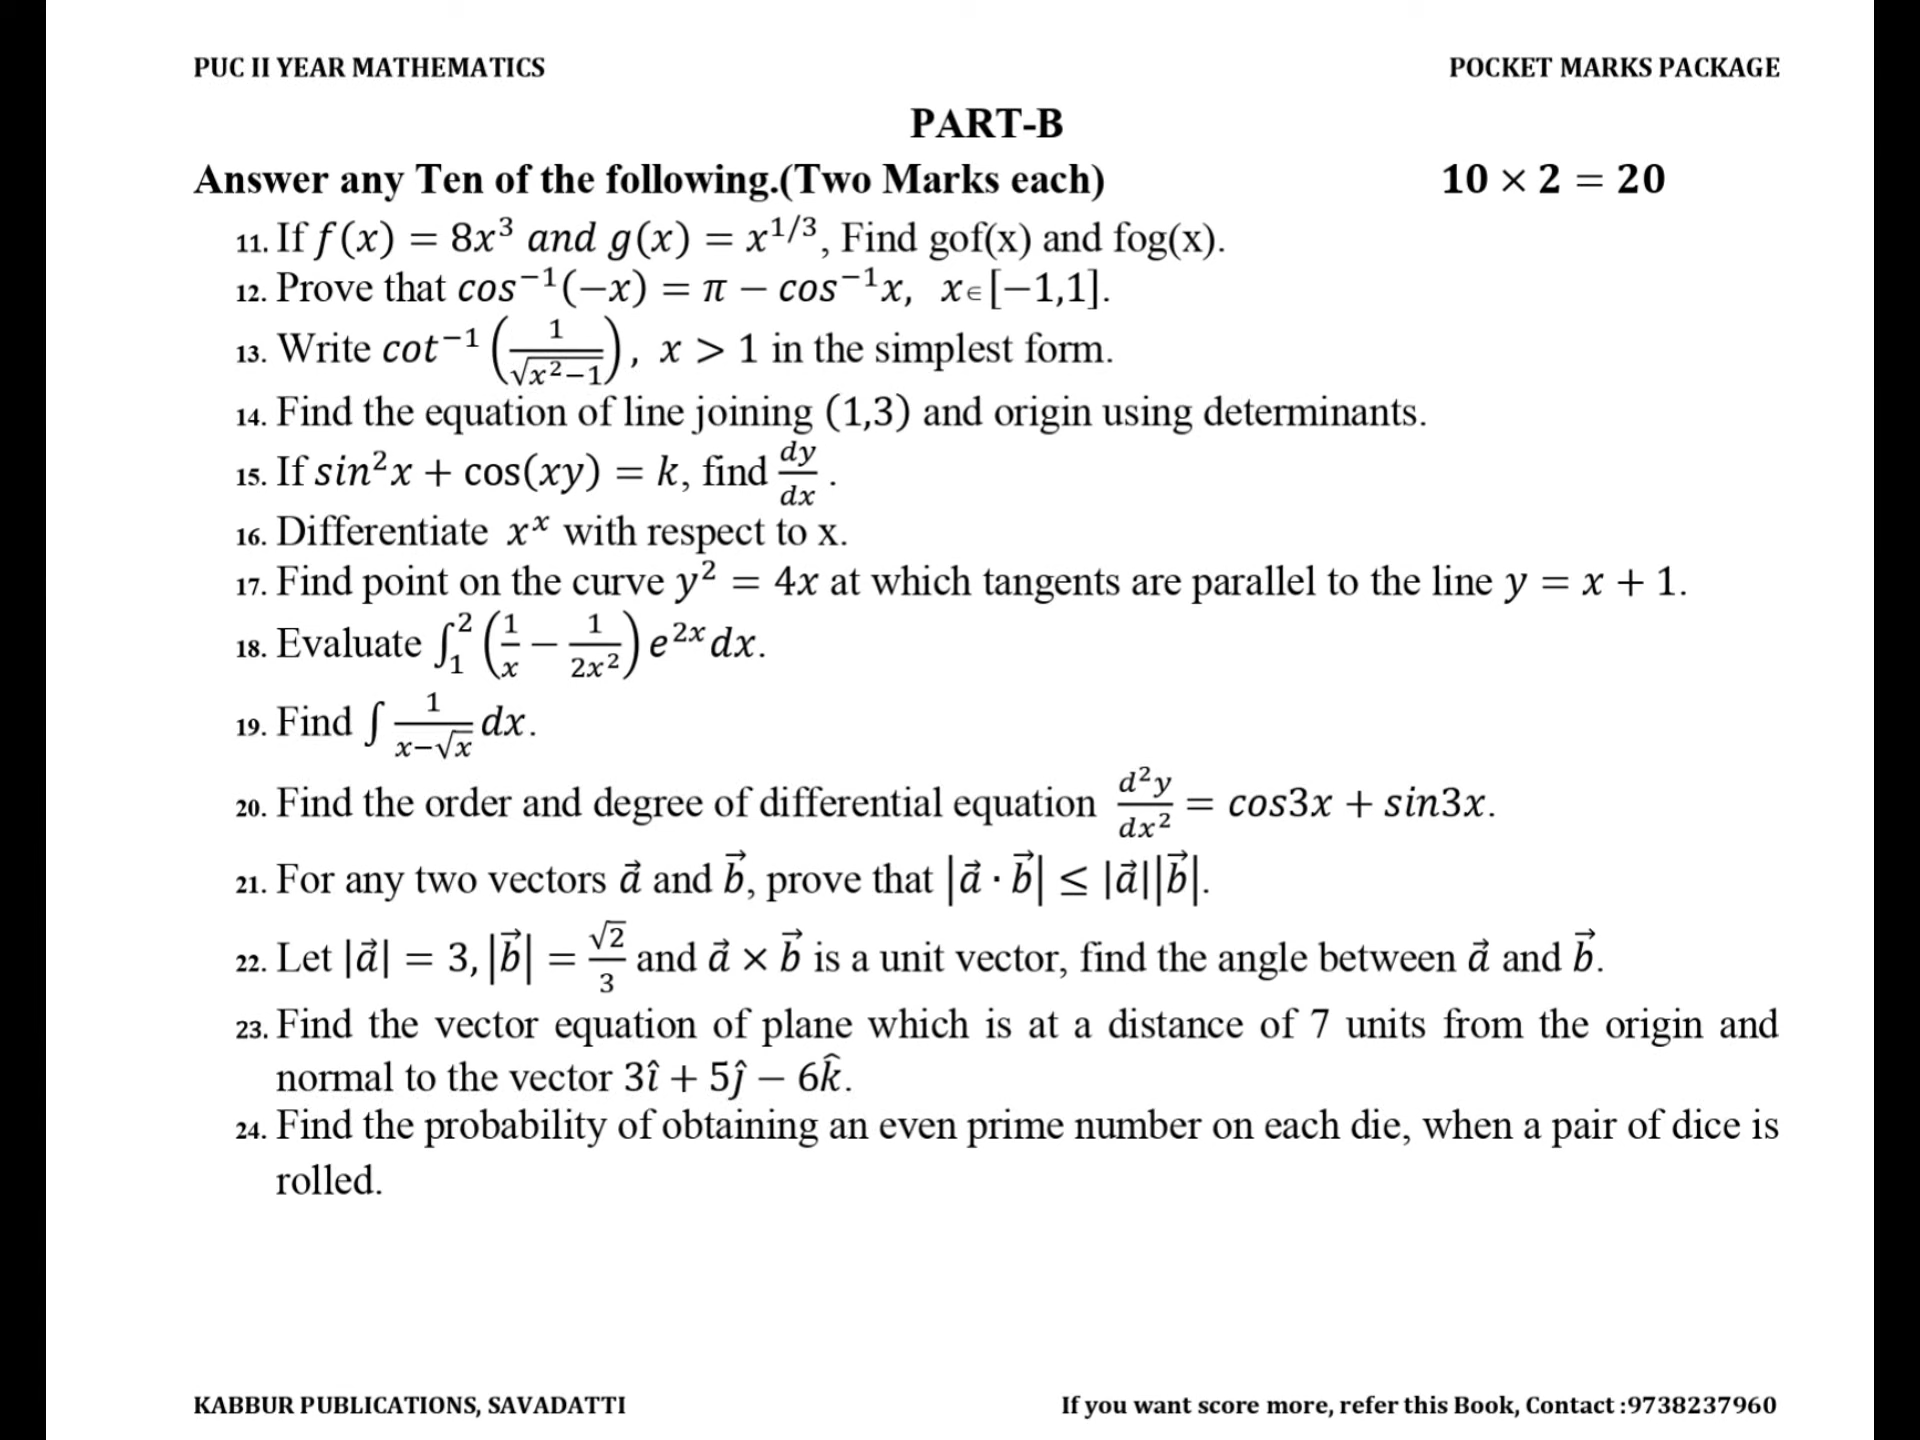 PUC II YEAR MATHEMATICS POCKET MARKS PACKAGE
PART-B
Answer any Ten of the following.(Two Marks each) 10 × 2 = 20
11. If f(x) = 8x³ and g(x) = x^{1/3}, Find gof(x) and fog(x).
12. Prove that cos⁻¹(−x) = π − cos⁻¹x, x∈[−1,1].
13. Write cot⁻¹(1/√(x²−1)), x > 1 in the simplest form.
14. Find the equation of line joining (1,3) and origin using determinants.
15. If sin²x + cos(xy) = k, find dy/dx.
16. Differentiate x^x with respect to x.
17. Find point on the curve y² = 4x at which tangents are parallel to the line y = x + 1.
18. Evaluate ∫₁² (1/x − 1/2x²) e^{2x} dx.
19. Find ∫ 1/(x−√x) dx.
20. Find the order and degree of differential equation d²y/dx² = cos3x + sin3x.
21. For any two vectors a⃗ and b⃗, prove that |a⃗ · b⃗| ≤ |a⃗||b⃗|.
22. Let |a⃗| = 3, |b⃗| = √2/3 and a⃗ × b⃗ is a unit vector, find the angle between a⃗ and b⃗.
23. Find the vector equation of plane which is at a distance of 7 units from the origin and
normal to the vector 3î + 5ĵ − 6k̂.
24. Find the probability of obtaining an even prime number on each die, when a pair of dice is
rolled.
KABBUR PUBLICATIONS, SAVADATTI If you want score more, refer this Book, Contact :9738237960